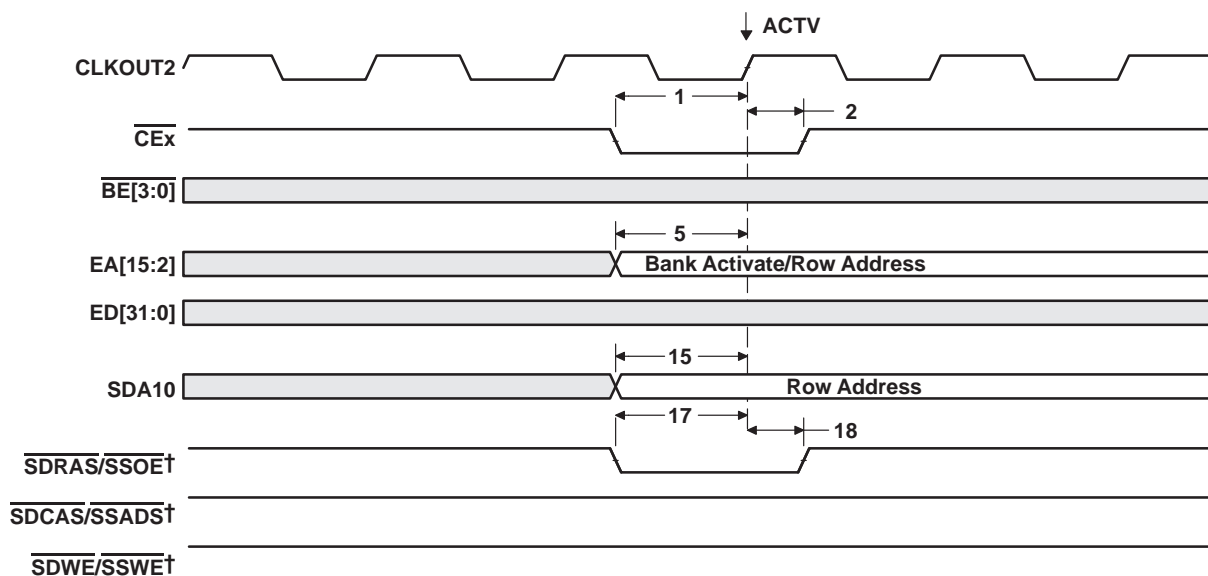 ACTV
CLKOUT2
1
2
CEx
BE[3:0]
5
EA[15:2]
Bank Activate/Row Address
ED[31:0]
15
SDA10
Row Address
17
18
SDRAS/SSOE†
SDCAS/SSADS†
SDWE/SSWE†